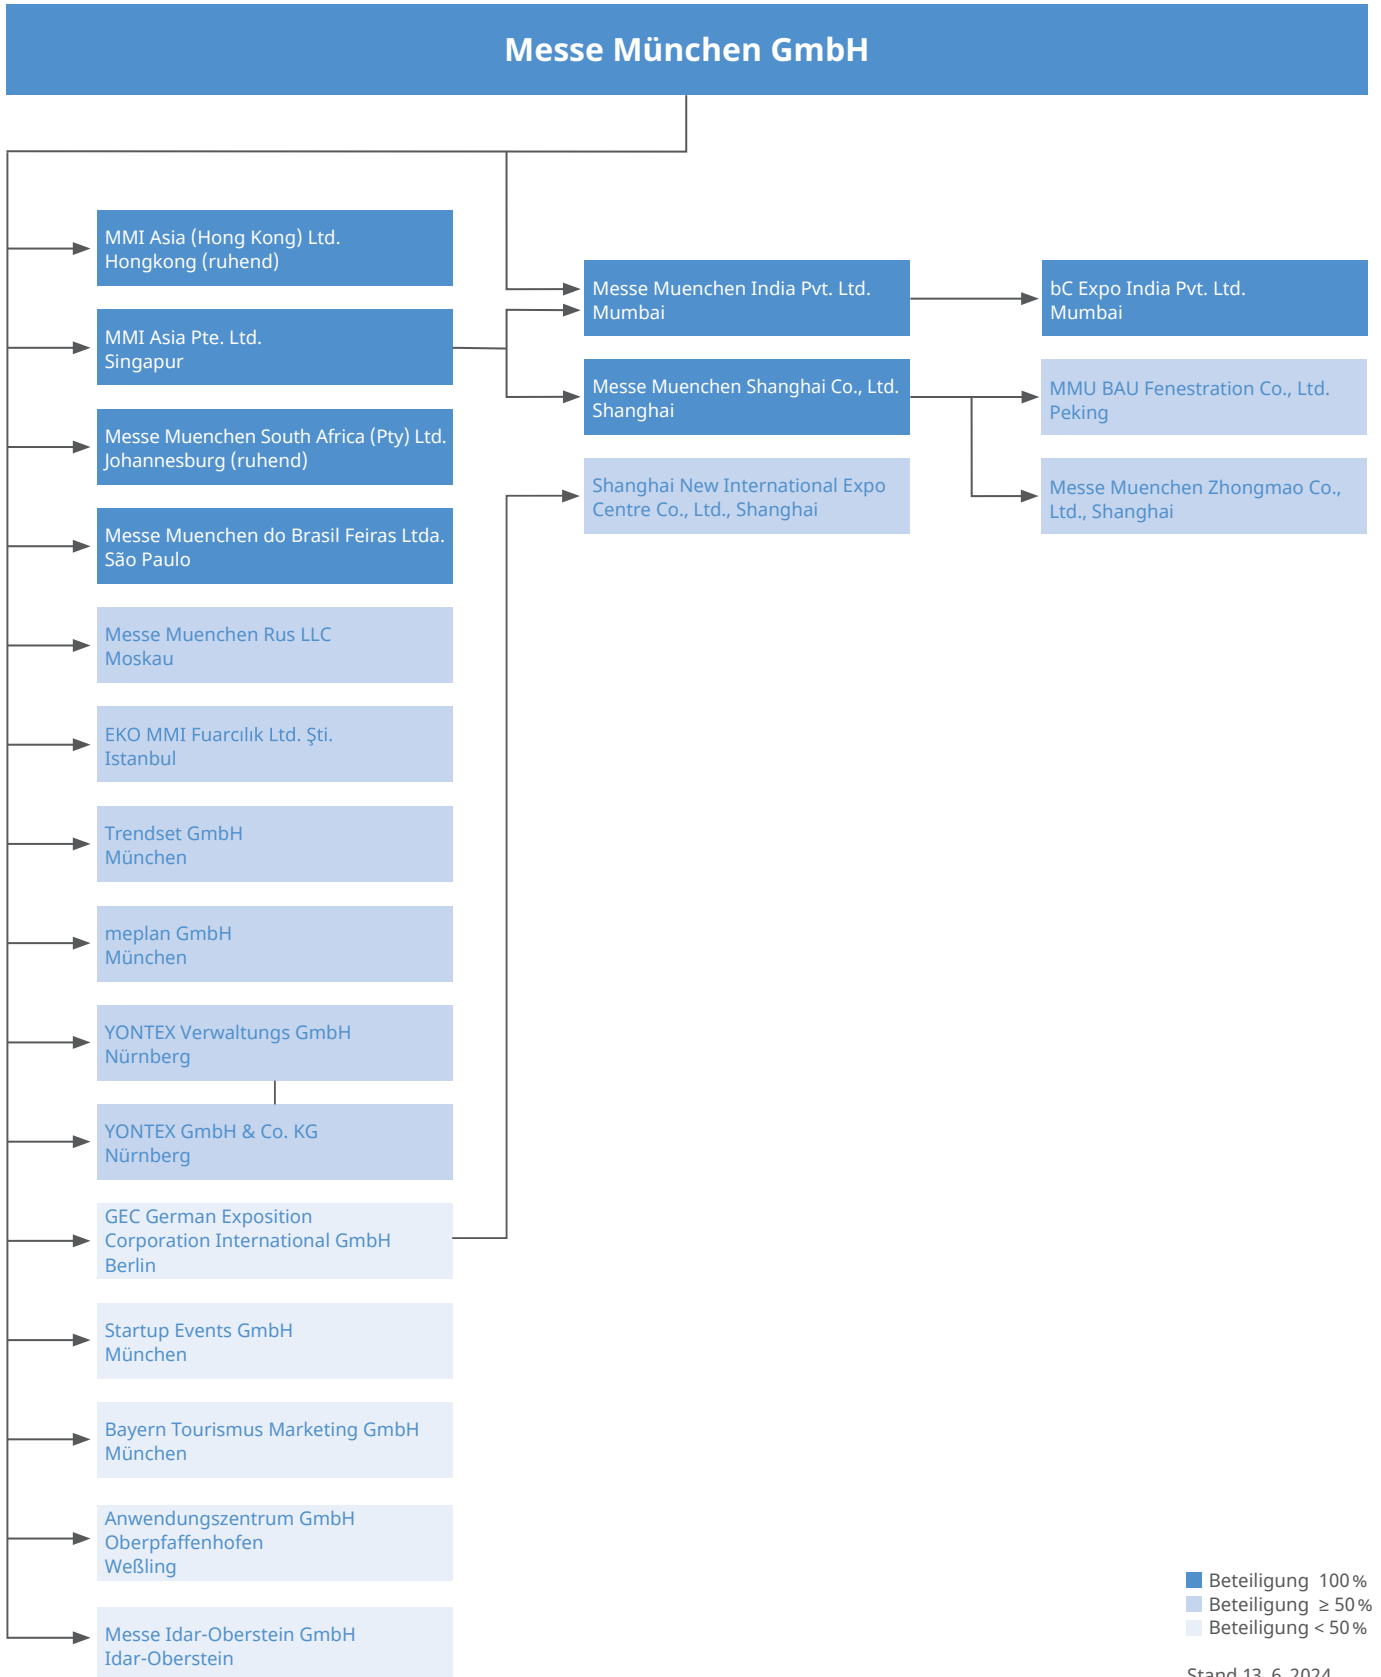 Messe München GmbH
MMI Asia (Hong Kong) Ltd.
Hongkong (ruhend)
MMI Asia Pte. Ltd.
Singapur
Messe Muenchen South Africa (Pty) Ltd.
Johannesburg (ruhend)
Messe Muenchen do Brasil Feiras Ltda.
São Paulo
Messe Muenchen Rus LLC
Moskau
EKO MMI Fuarcılık Ltd. Şti.
Istanbul
Trendset GmbH
München
meplan GmbH
München
YONTEX Verwaltungs GmbH
Nürnberg
YONTEX GmbH & Co. KG
Nürnberg
GEC German Exposition
Corporation International GmbH
Berlin
Startup Events GmbH
München
Bayern Tourismus Marketing GmbH
München
Anwendungszentrum GmbH
Oberpfaffenhofen
Weßling
Messe Idar-Oberstein GmbH
Idar-Oberstein
Messe Muenchen India Pvt. Ltd.
Mumbai
Messe Muenchen Shanghai Co., Ltd.
Shanghai
Shanghai New International Expo
Centre Co., Ltd., Shanghai
bC Expo India Pvt. Ltd.
Mumbai
MMU BAU Fenestration Co., Ltd.
Peking
Messe Muenchen Zhongmao Co.,
Ltd., Shanghai
Beteiligung 100 %
Beteiligung ≥ 50 %
Beteiligung < 50 %
Stand 13. 6. 2024